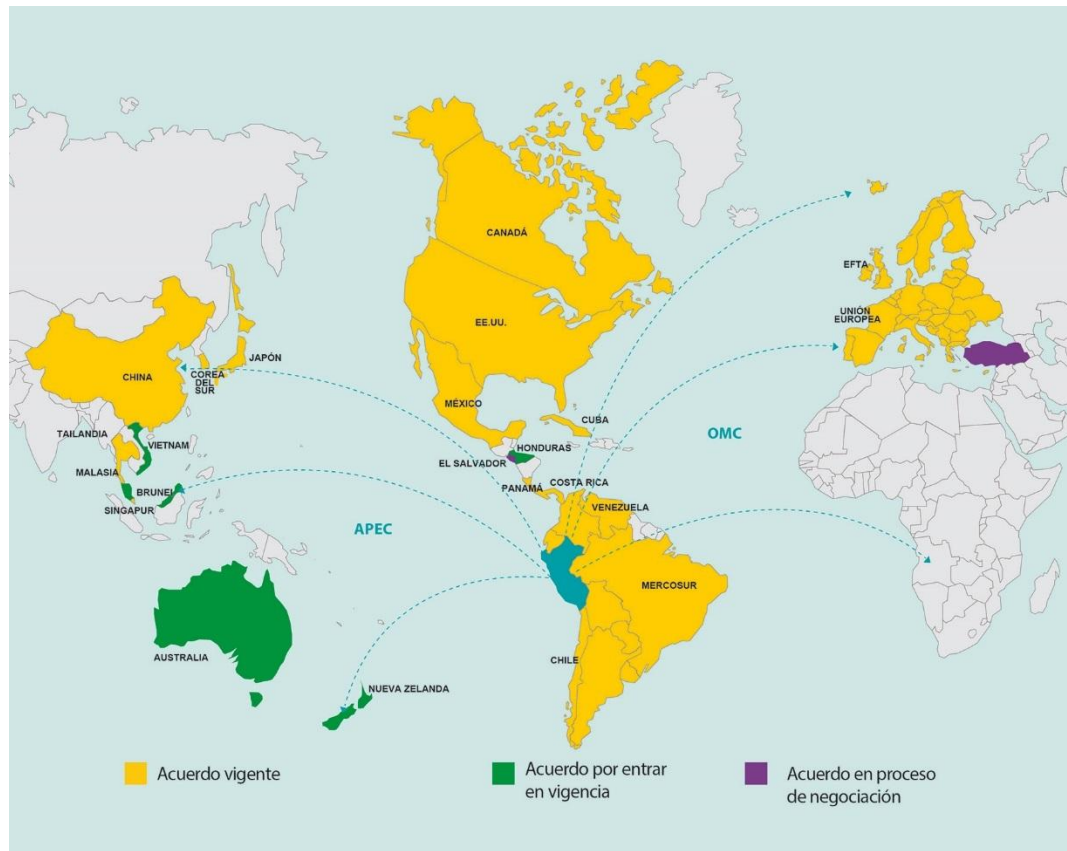 CANADÁ
EE.UU.
MÉXICO
CUBA
HONDURAS
EL SALVADOR
COSTA RICA
PANAMÁ
VENEZUELA
MERCOSUR
CHILE
EFTA
UNIÓN
EUROPEA
OMC
JAPÓN
COREA
DEL
SUR
CHINA
TAILANDIA
VIETNAM
MALASIA
BRUNEI
SINGAPUR
APEC
AUSTRALIA
NUEVA ZELANDA
Acuerdo vigente
Acuerdo por entrar
en vigencia
Acuerdo en proceso
de negociación